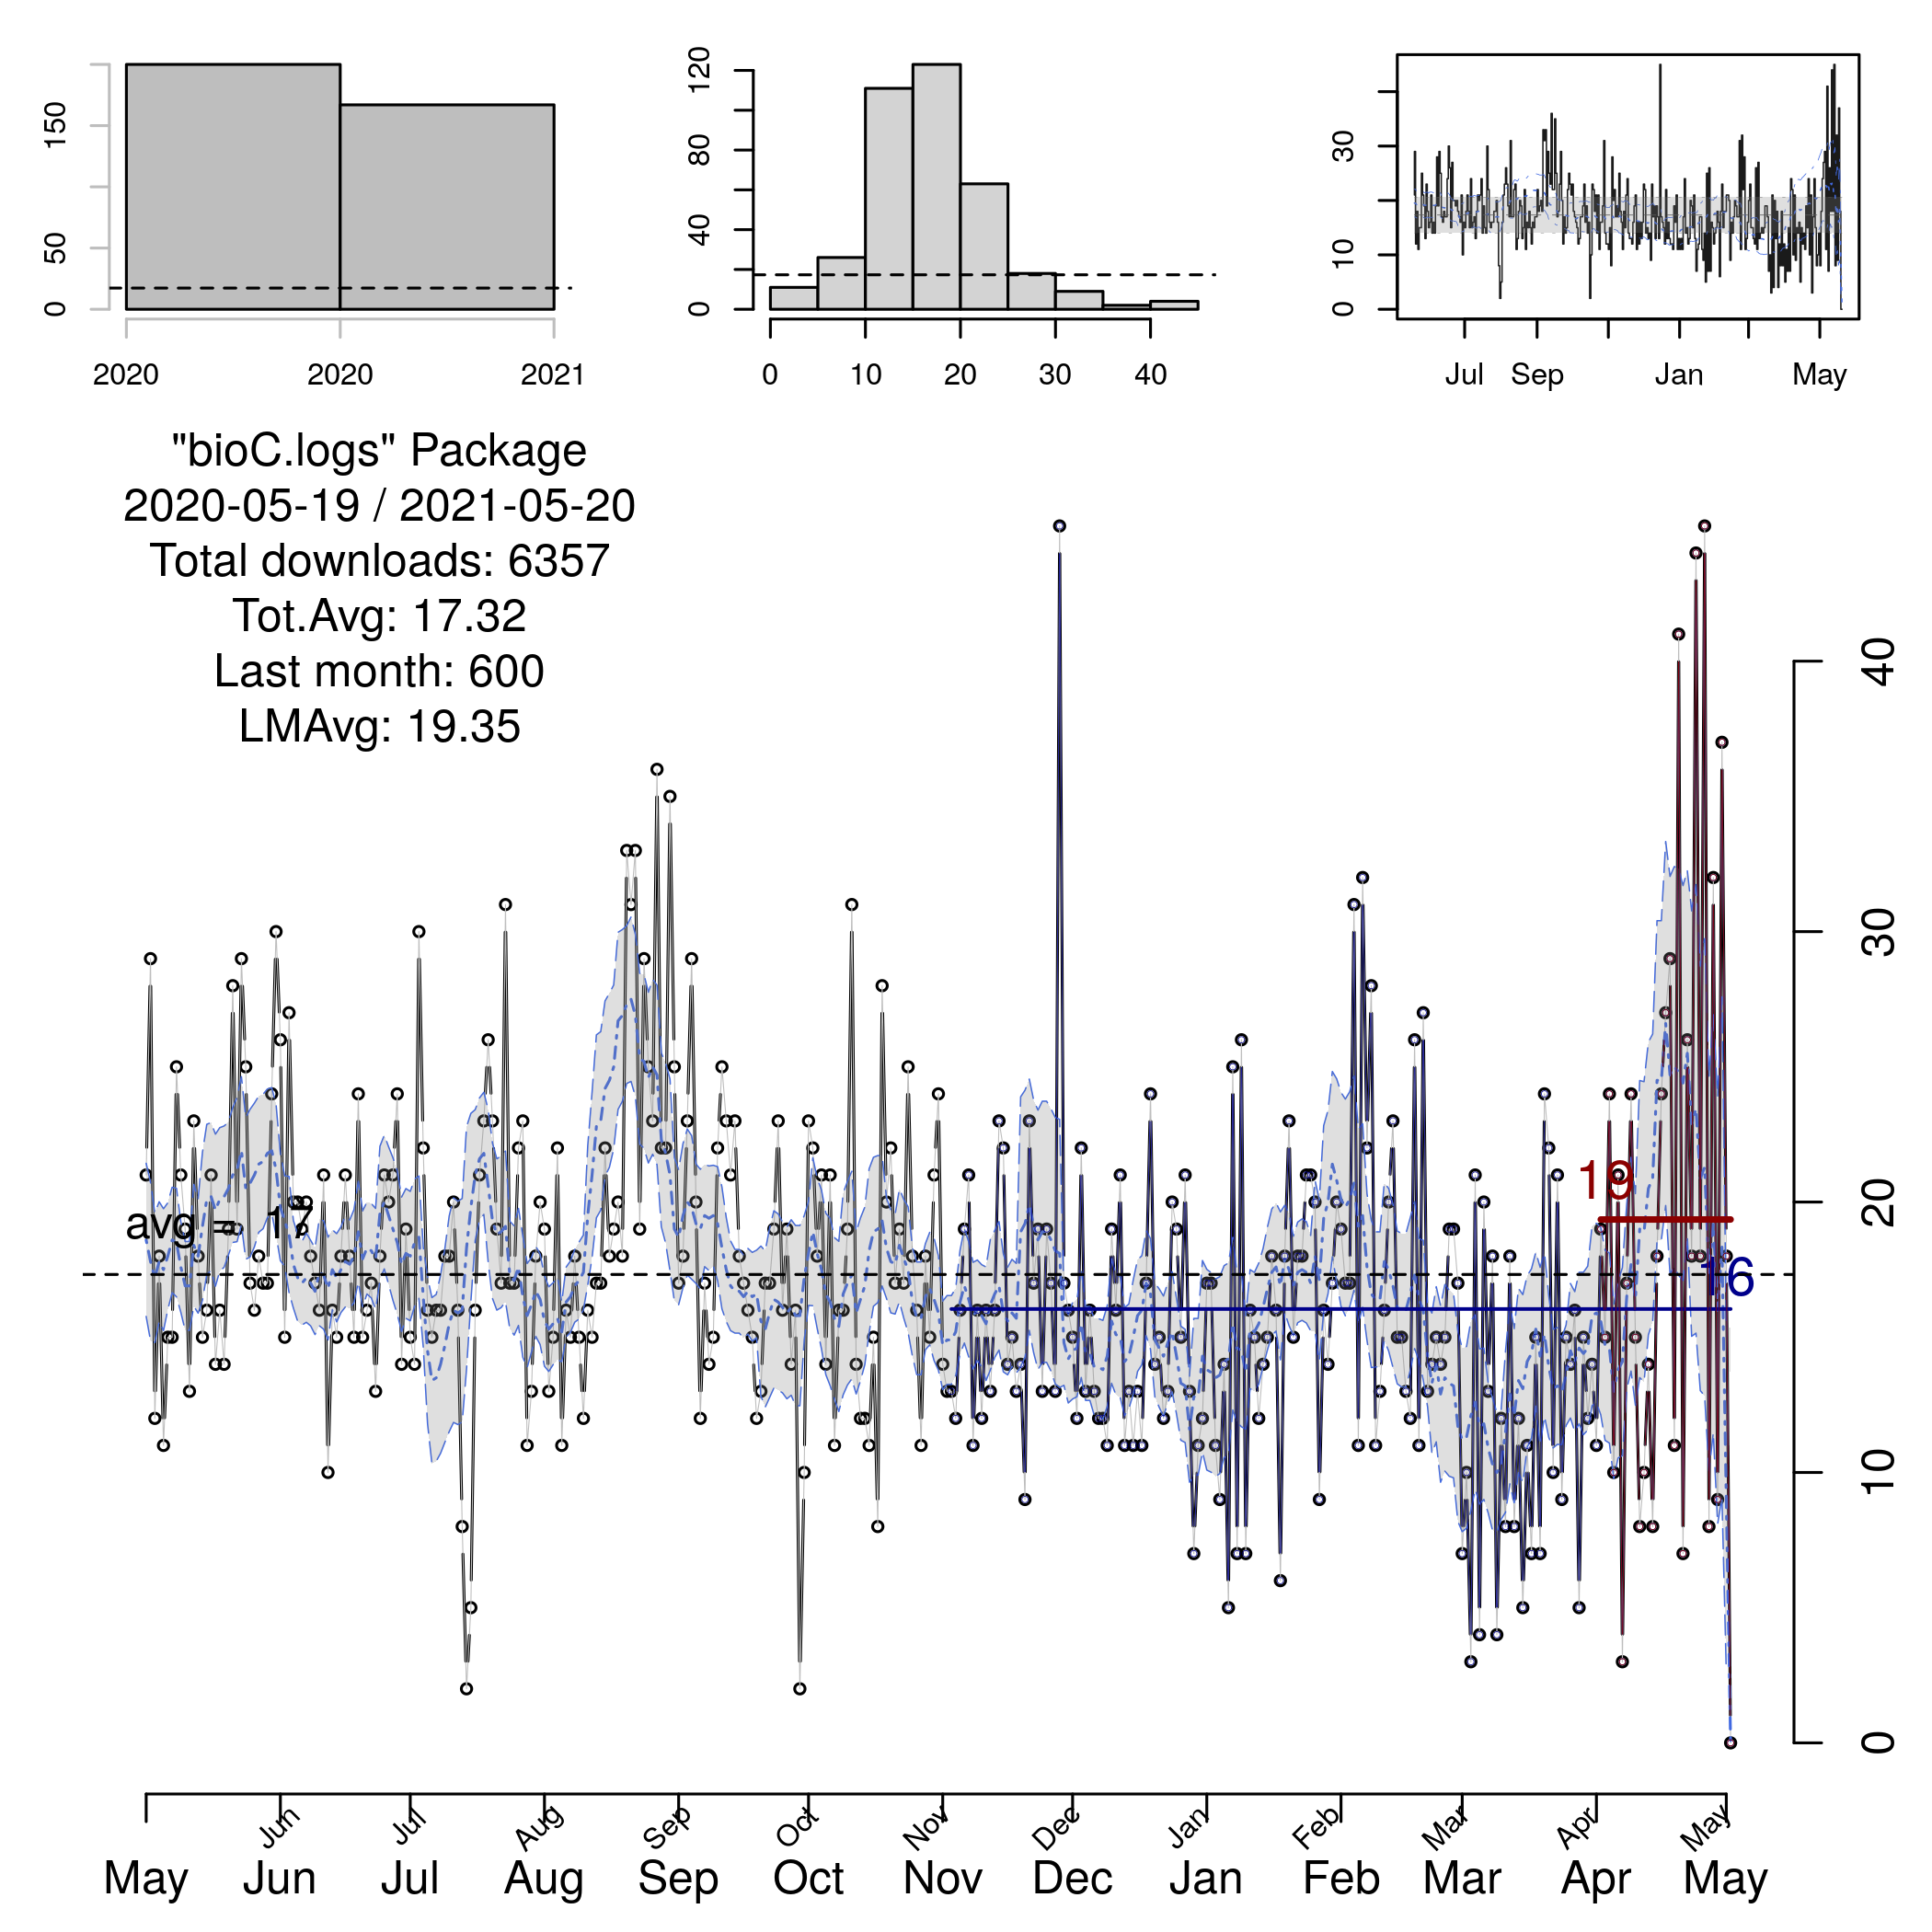 0 50 150
2020 2020 2021
0 40 80 120
0 10 20 30 40
0 10 30
Jul Sep Jan May
"bioC.logs" Package
2020-05-19 / 2021-05-20
Total downloads: 6357
Tot.Avg: 17.32
Last month: 600
LMAvg: 19.35
avg = 17
19
16
0 10 20 30 40
Jun Jul Aug Sep Oct Nov Dec Jan Feb Mar Apr May
May Jun Jul Aug Sep Oct Nov Dec Jan Feb Mar Apr May